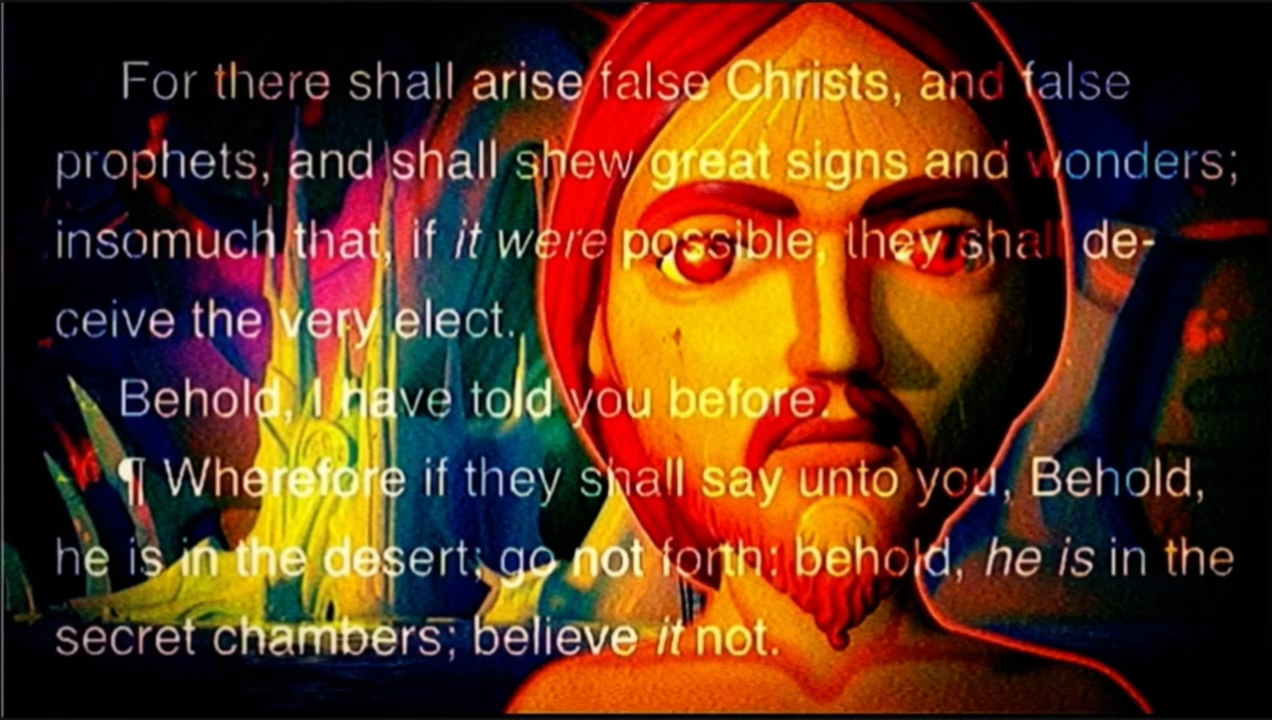 For there shall arise false Christs, and false
prophets, and shall shew great signs and wonders;
insomuch that, if it were possible, they shall de-
ceive the very elect.
Behold, I have told you before.
¶ Wherefore if they shall say unto you, Behold,
he is in the desert; go not forth: behold, he is in the
secret chambers; believe it not.